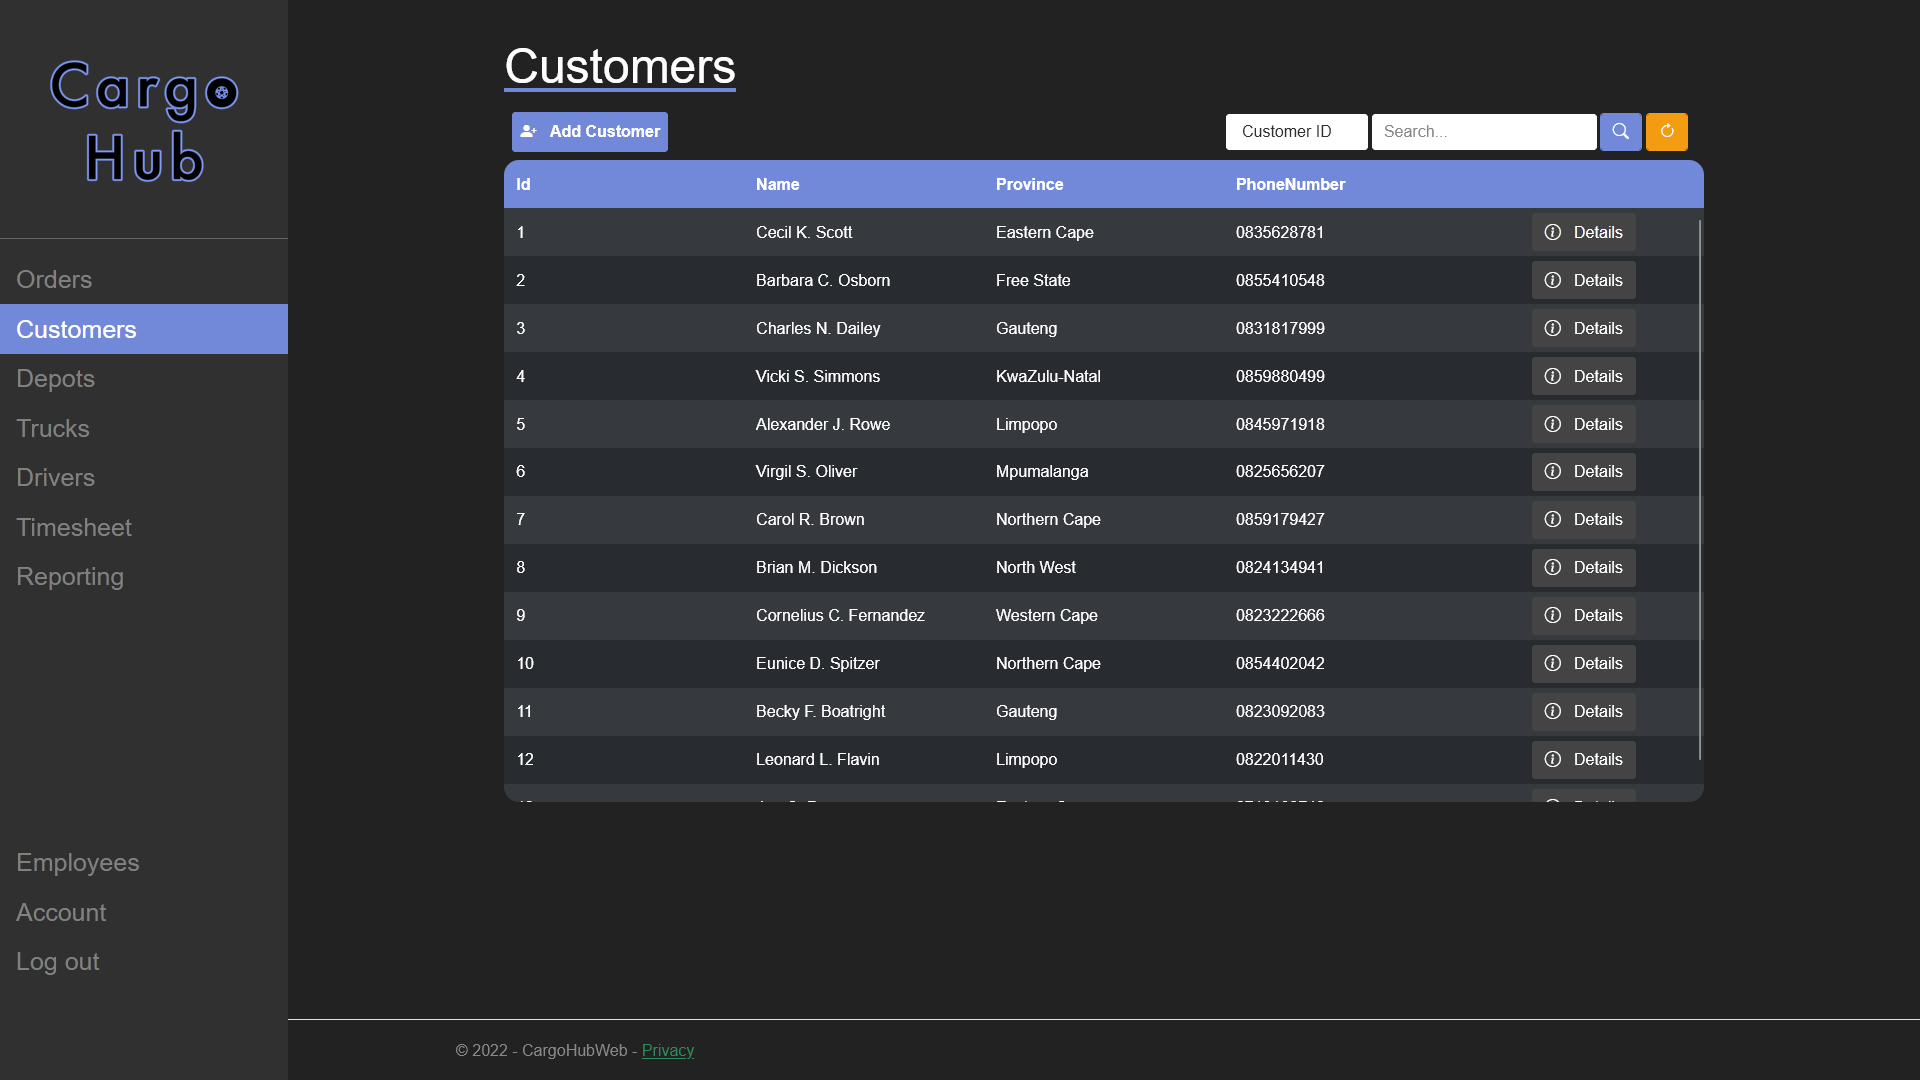 Cargo
Hub
Orders
Customers
Depots
Trucks
Drivers
Timesheet
Reporting
Employees
Account
Log out
Customers
Add Customer
Customer ID Search...
Id Name Province PhoneNumber
1 Cecil K. Scott Eastern Cape 0835628781 Details
2 Barbara C. Osborn Free State 0855410548 Details
3 Charles N. Dailey Gauteng 0831817999 Details
4 Vicki S. Simmons KwaZulu-Natal 0859880499 Details
5 Alexander J. Rowe Limpopo 0845971918 Details
6 Virgil S. Oliver Mpumalanga 0825656207 Details
7 Carol R. Brown Northern Cape 0859179427 Details
8 Brian M. Dickson North West 0824134941 Details
9 Cornelius C. Fernandez Western Cape 0823222666 Details
10 Eunice D. Spitzer Northern Cape 0854402042 Details
11 Becky F. Boatright Gauteng 0823092083 Details
12 Leonard L. Flavin Limpopo 0822011430 Details
© 2022 - CargoHubWeb - Privacy